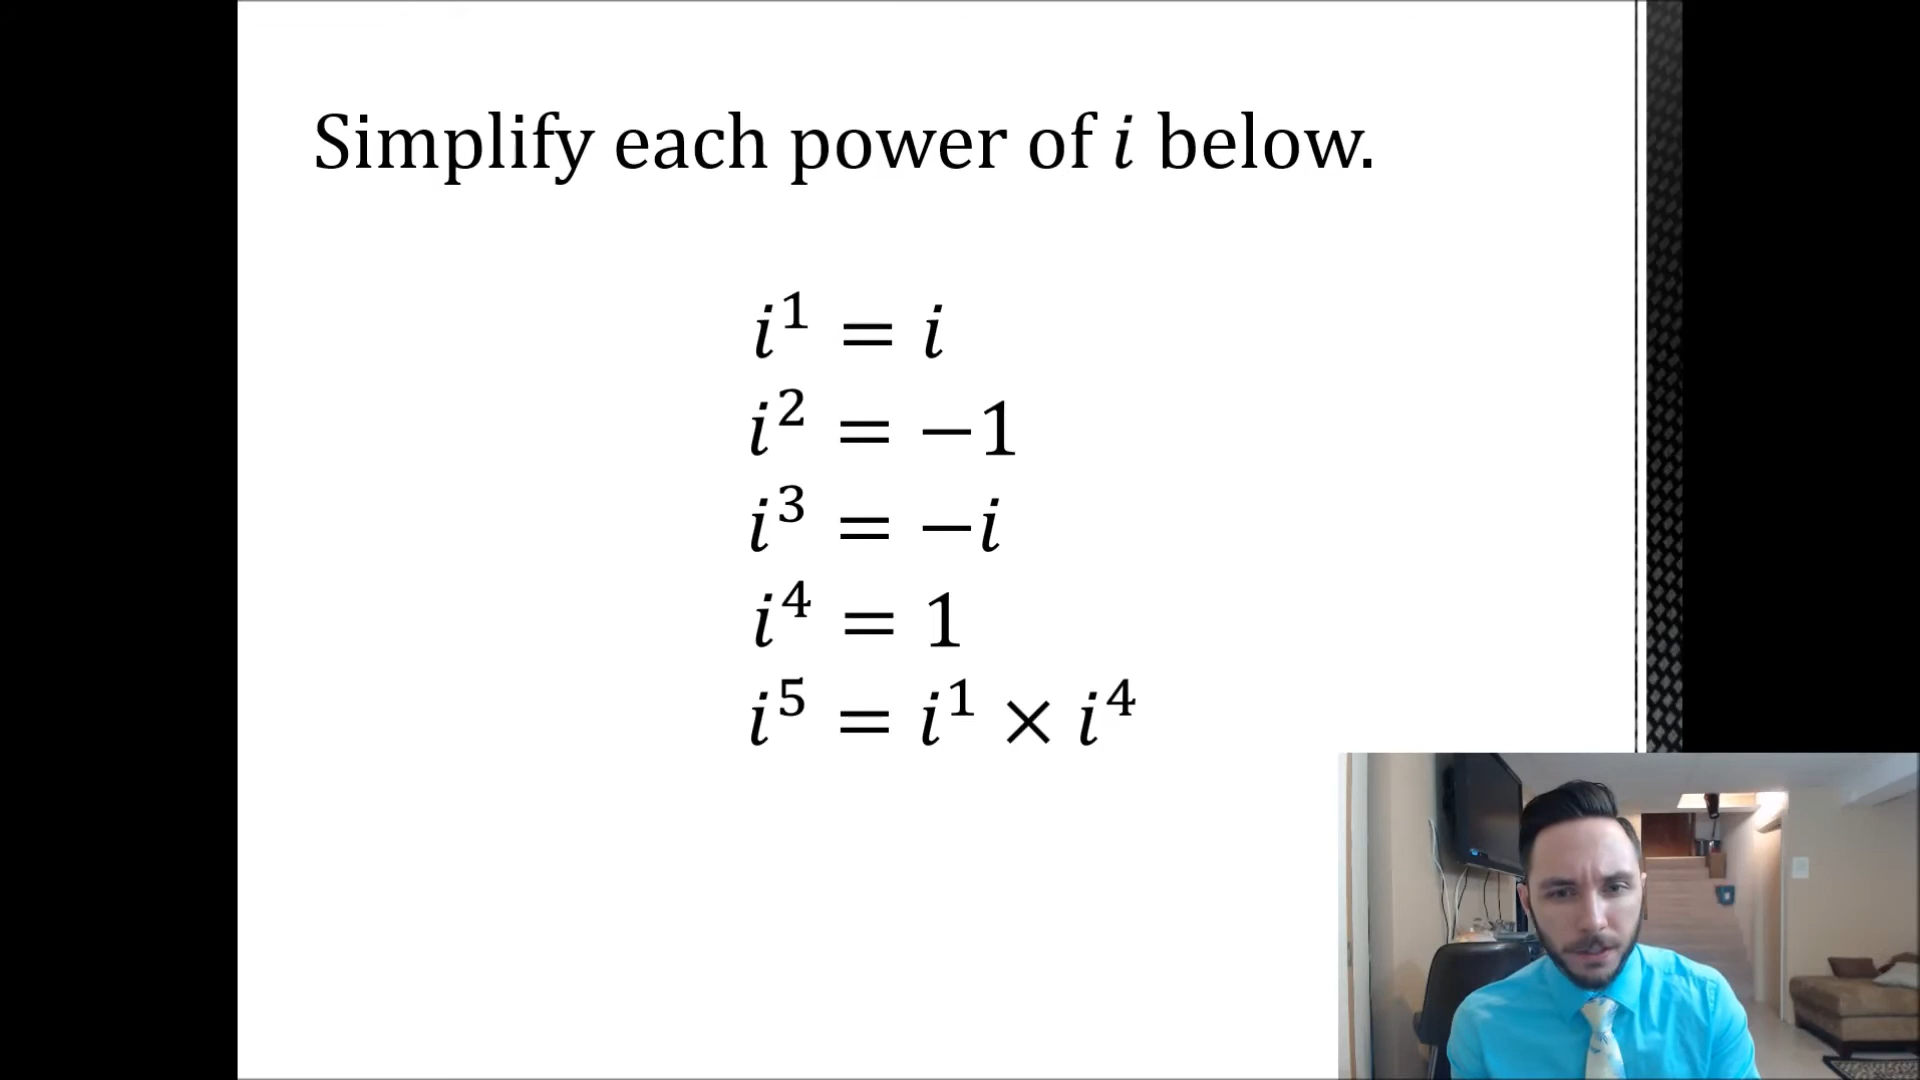 Simplify each power of i below.
i¹ = i
i² = −1
i³ = −i
i⁴ = 1
i⁵ = i¹ × i⁴